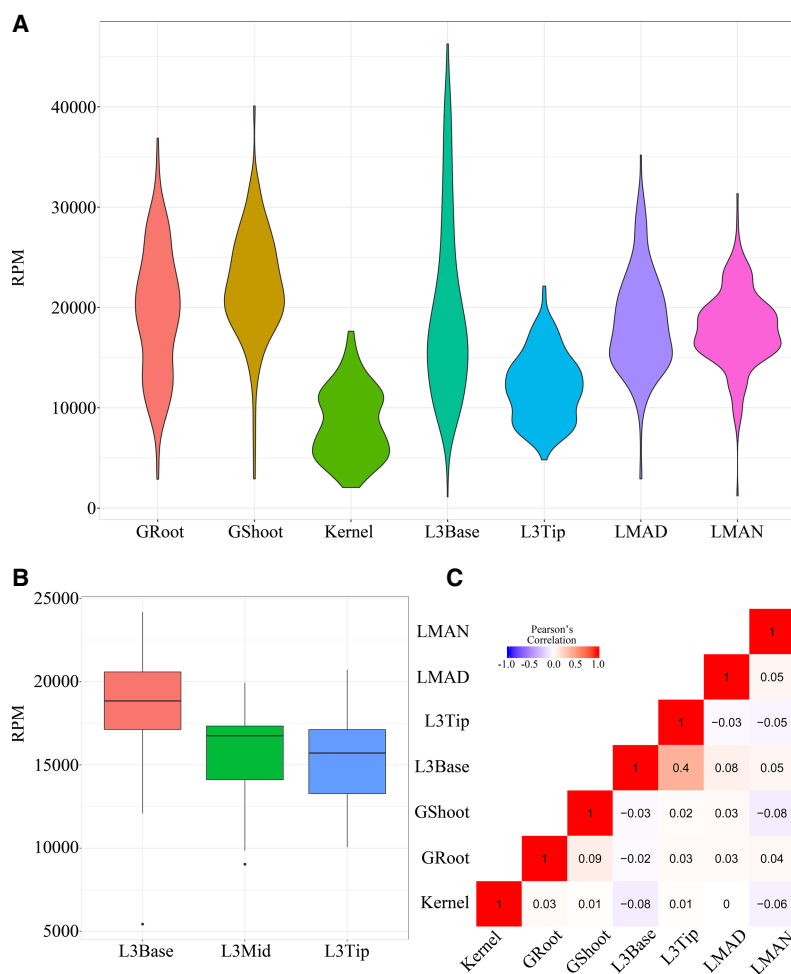 A
RPM
40000
30000
20000
10000
0
GRoot GShoot Kernel L3Base L3Tip LMAD LMAN
B
RPM
25000
20000
15000
10000
5000
L3Base L3Mid L3Tip
C
Pearson's
Correlation
-1.0 -0.5 0.0 0.5 1.0
LMAN 1
LMAD 1 0.05
L3Tip 1 −0.03 −0.05
L3Base 1 0.4 0.08 0.05
GShoot 1 −0.03 0.02 0.03 −0.08
GRoot 1 0.09 −0.02 0.03 0.03 0.04
Kernel 1 0.03 0.01 −0.08 0.01 0 −0.06
Kernel GRoot GShoot L3Base L3Tip LMAD LMAN